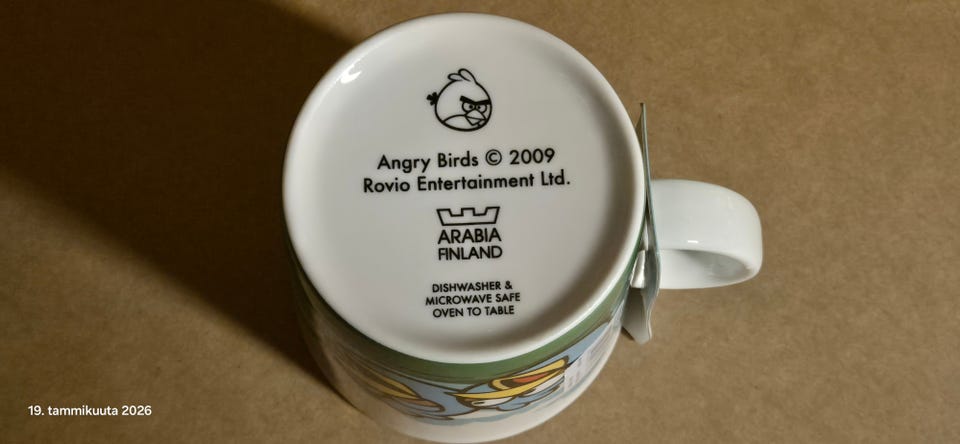 Angry Birds © 2009
Rovio Entertainment Ltd.
ARABIA
FINLAND
DISHWASHER &
MICROWAVE SAFE
OVEN TO TABLE
19. tammikuuta 2026